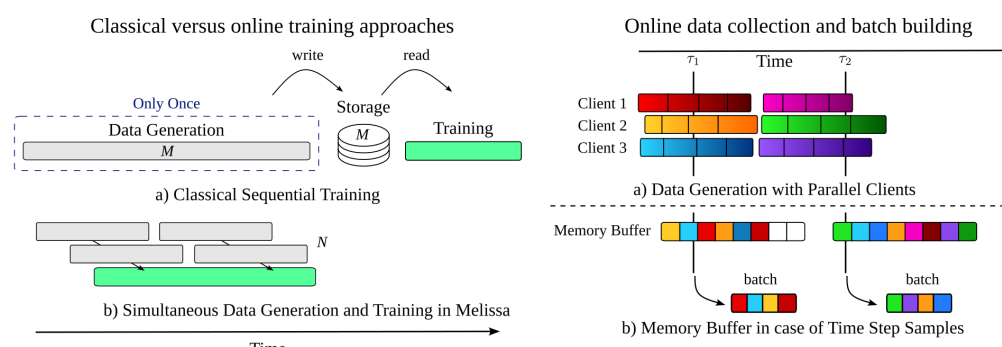 Classical versus online training approaches
write
read
Only Once
Storage
Data Generation
M
Training
M
a) Classical Sequential Training
N
b) Simultaneous Data Generation and Training in Melissa
Time
Online data collection and batch building
τ1
Time
τ2
Client 1
Client 2
Client 3
a) Data Generation with Parallel Clients
Memory Buffer
batch
batch
b) Memory Buffer in case of Time Step Samples